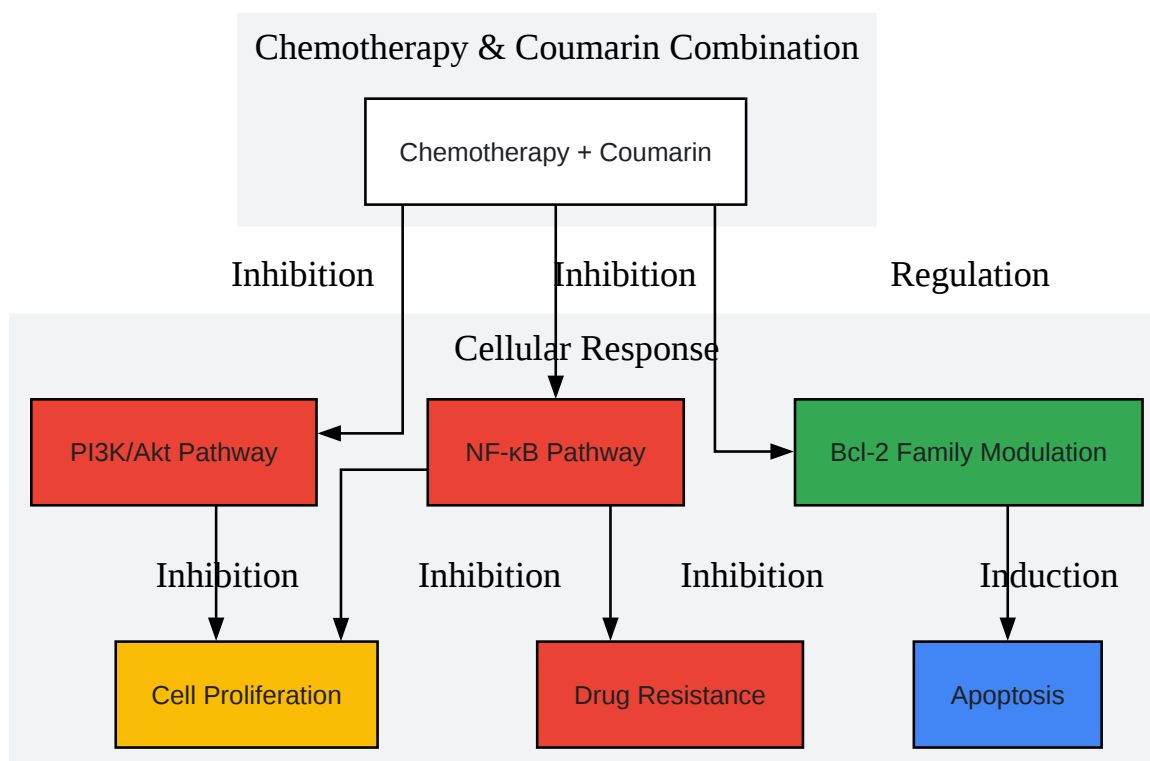 Chemotherapy & Coumarin Combination
Chemotherapy + Coumarin
Inhibition
Inhibition
Regulation
Cellular Response
PI3K/Akt Pathway
NF-κB Pathway
Bcl-2 Family Modulation
Inhibition
Inhibition
Inhibition
Induction
Cell Proliferation
Drug Resistance
Apoptosis